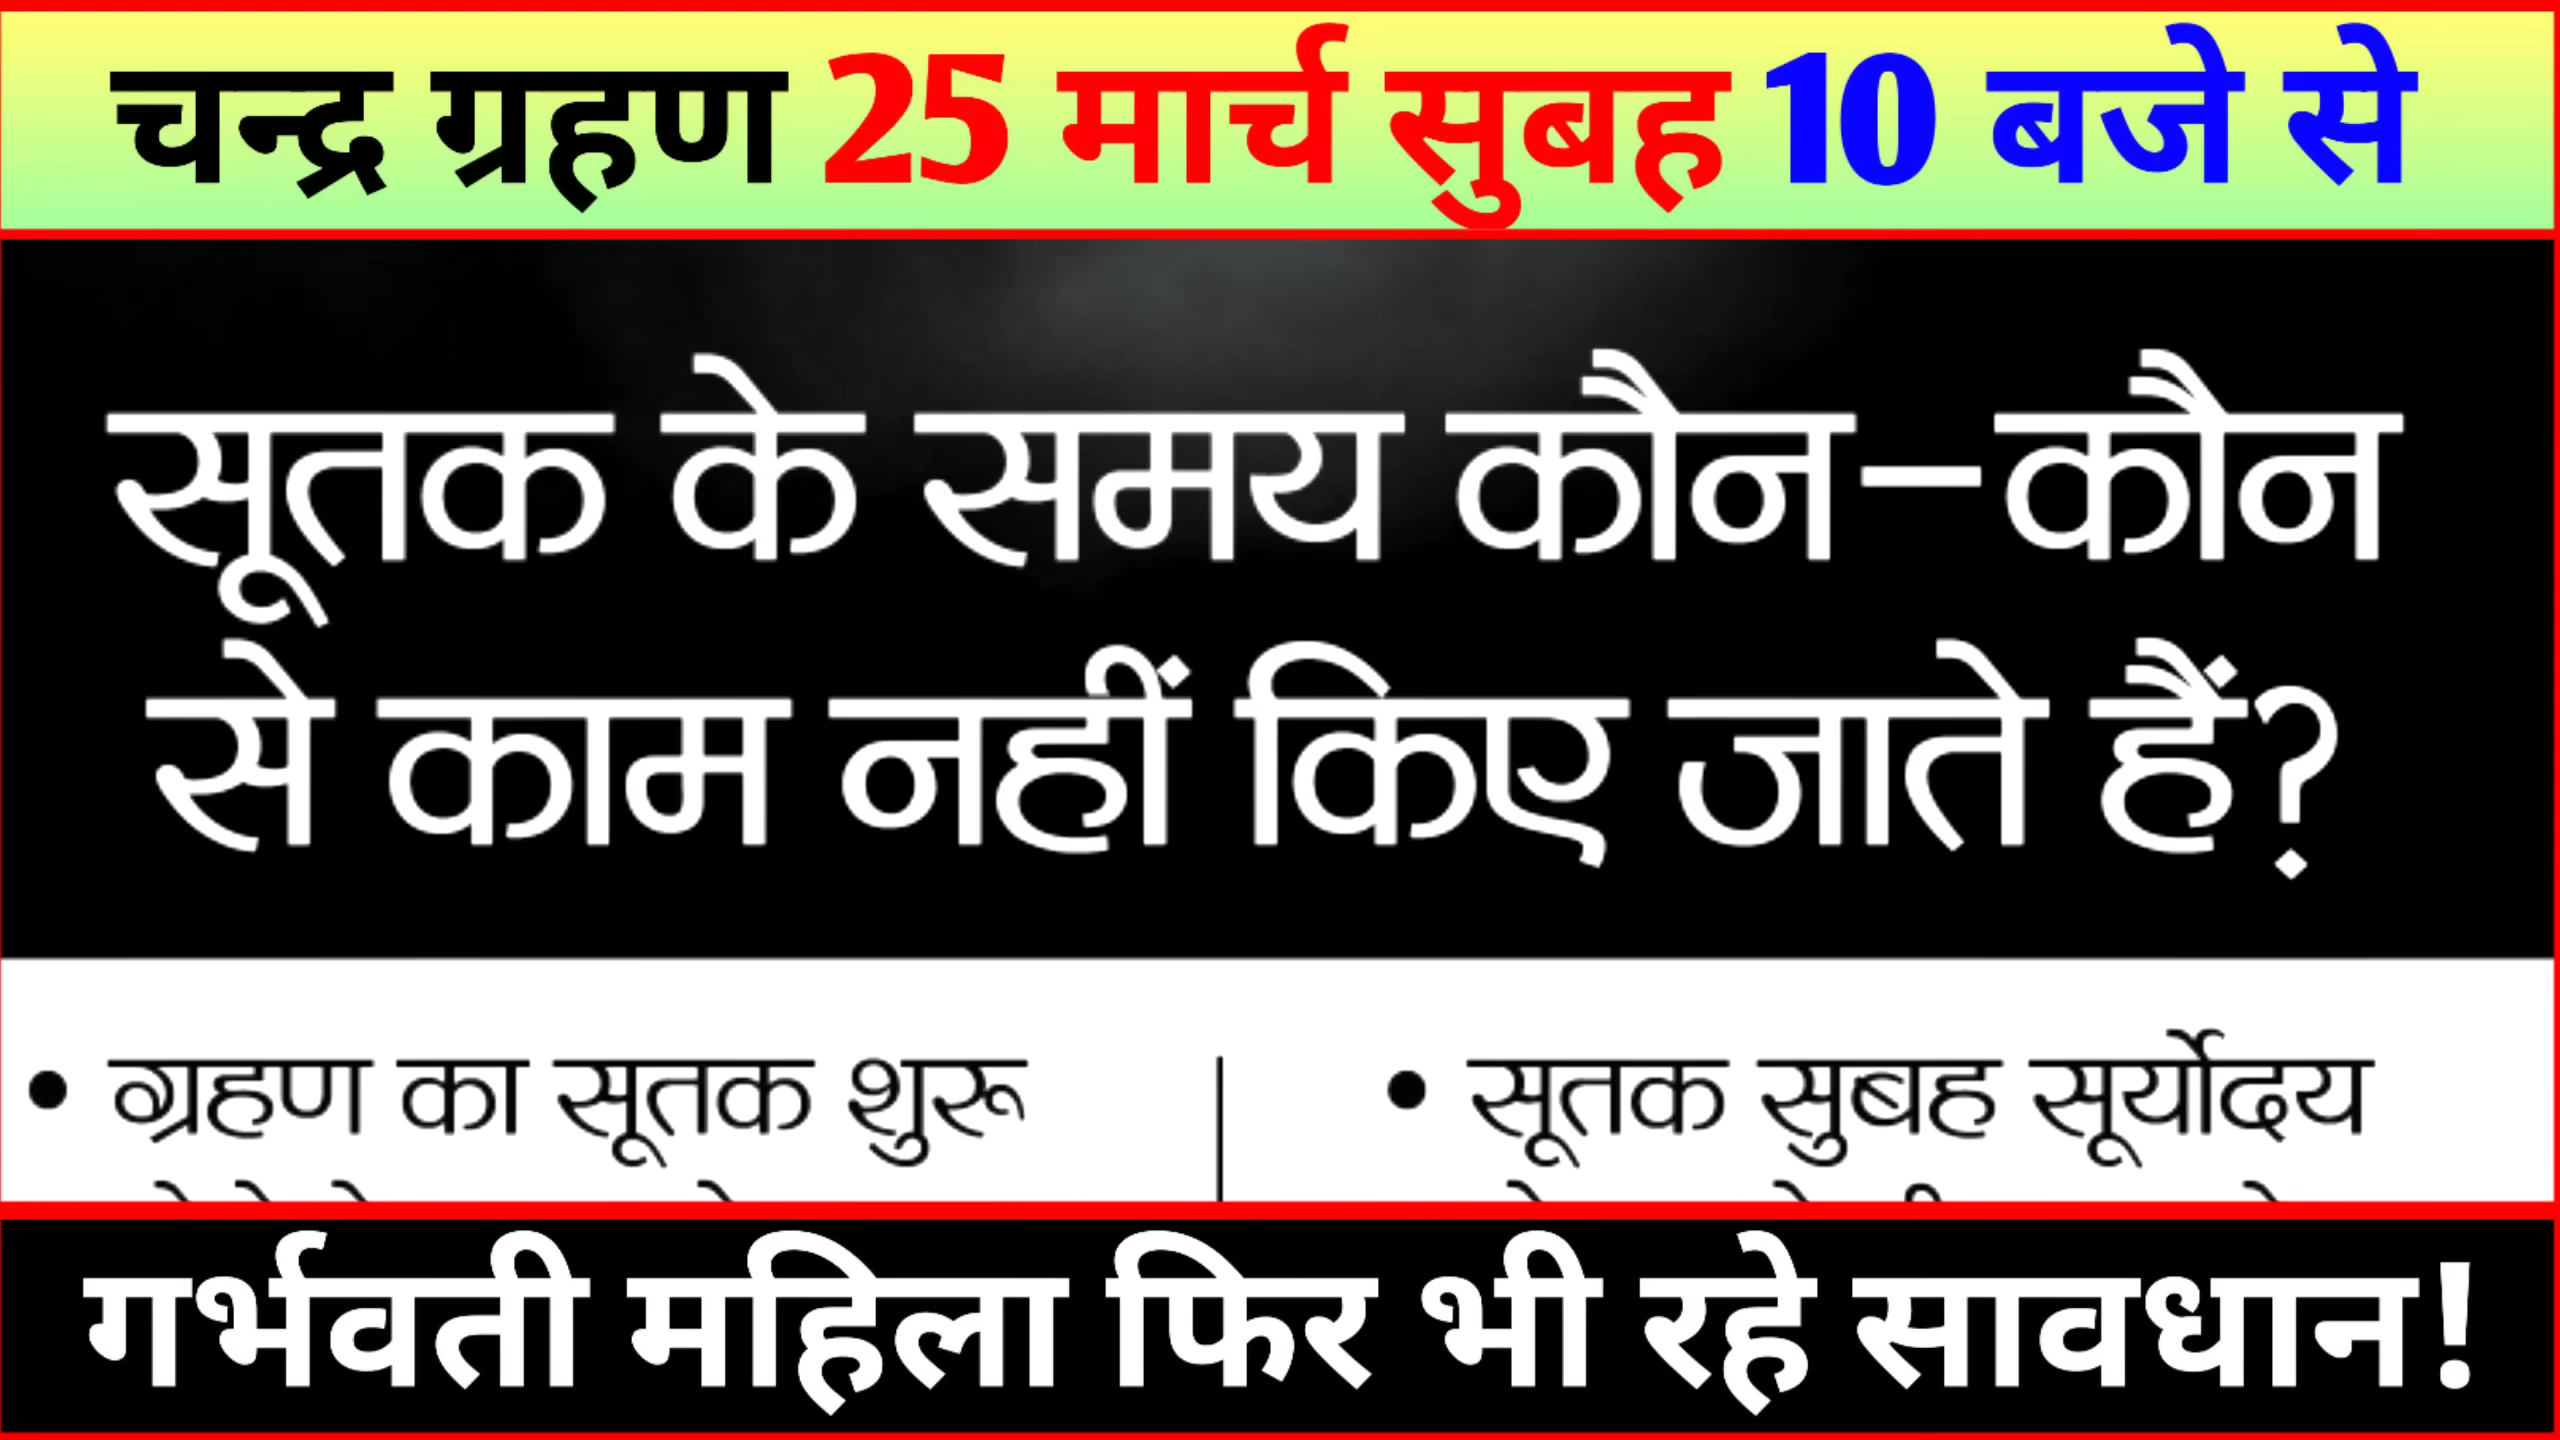 चन्द्र ग्रहण 25 मार्च सुबह 10 बजे से
सूतक के समय कौन-कौन
से काम नहीं किए जाते हैं?
• ग्रहण का सूतक शुरू
• सूतक सुबह सूर्योदय
गर्भवती महिला फिर भी रहे सावधान!